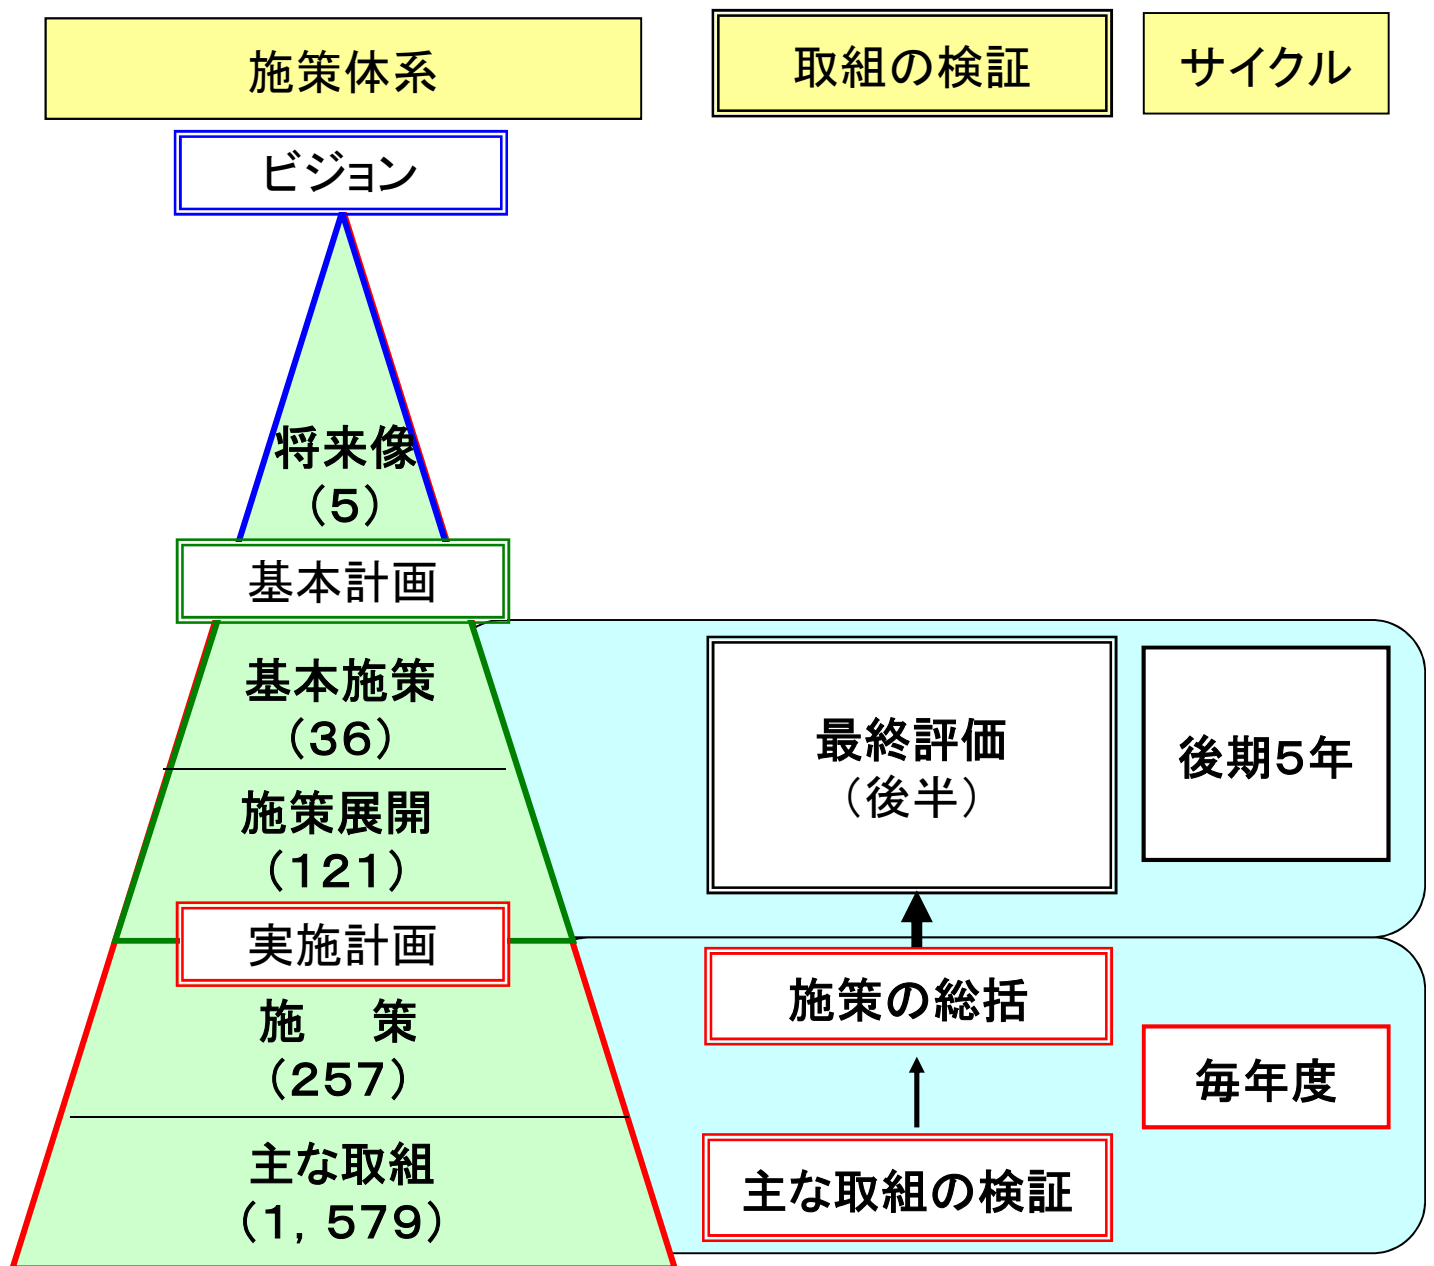 施策体系
取組の検証
サイクル
ビジョン
将来像
（５）
基本計画
基本施策
（３６）
施策展開
（１２１）
最終評価
（後半）
後期５年
実施計画
施　策
（２５７）
主な取組
（１，５７９）
施策の総括
主な取組の検証
毎年度